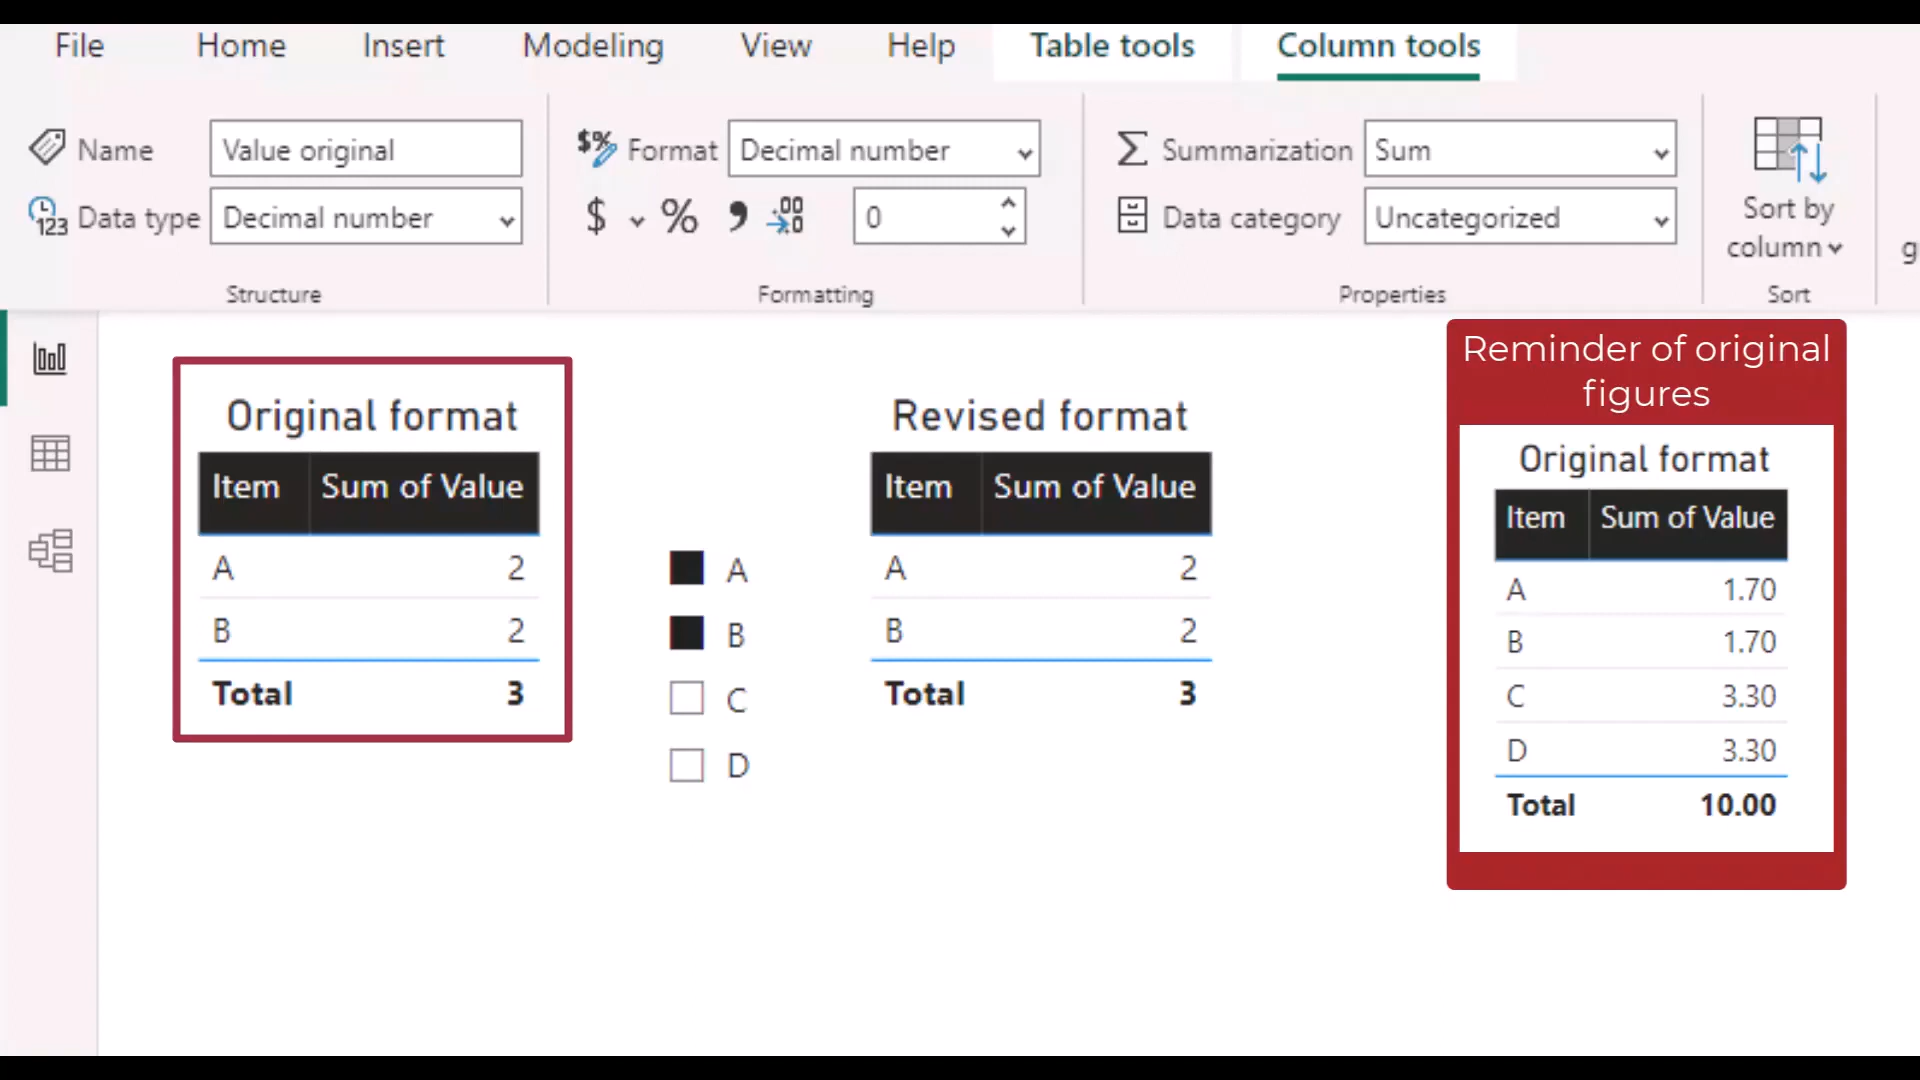 File Home Insert Modeling View Help Table tools Column tools
Name Value original $% Format Decimal number Σ Summarization Sum
123 Data type Decimal number $ % , .00 0 0 Data category Uncategorized Sort by
column g
Structure Formatting Properties Sort
Reminder of original
figures
Original format
Item Sum of Value
A 2
B 2
Total 3
A
B
C
D
Revised format
Item Sum of Value
A 2
B 2
Total 3
Original format
Item Sum of Value
A 1.70
B 1.70
C 3.30
D 3.30
Total 10.00